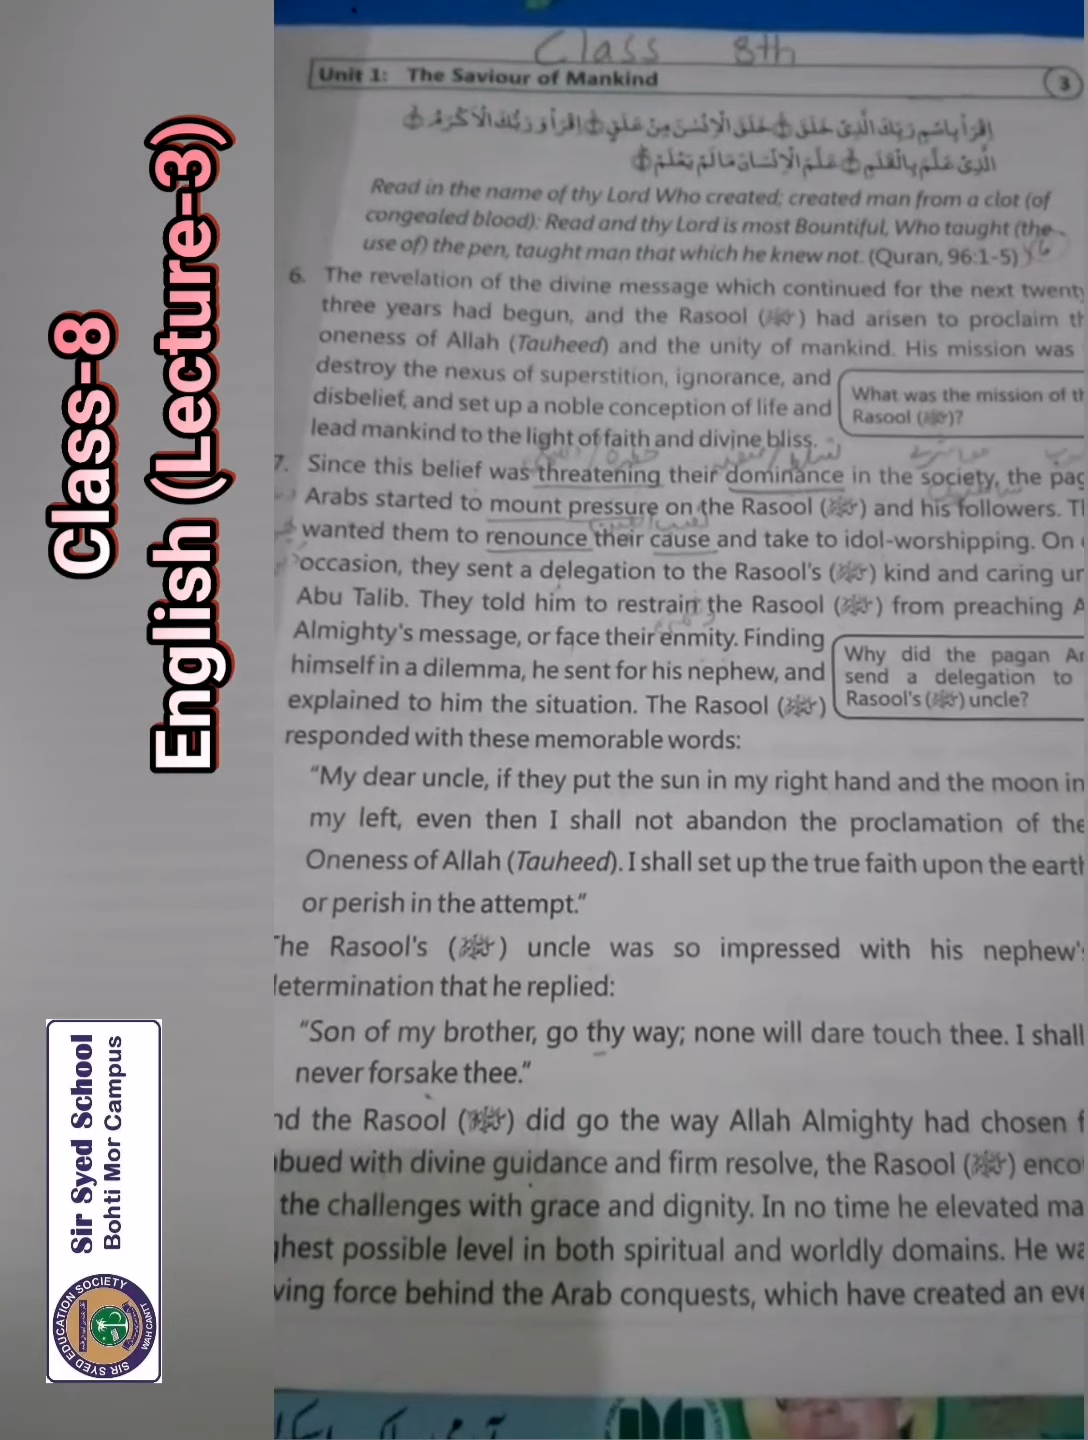 Class-8
English (Lecture-3)
Sir Syed School
Bohti Mor Campus
SIR SYED EDUCATION SOCIETY
WAH CANTT
Class 8th
Unit 1: The Saviour of Mankind 3
اِقْرَاْ بِاسْمِ رَبِّكَ الَّذِیْ خَلَقَ خَلَقَ الْاِنْسَانَ مِنْ عَلَقٍ اِقْرَاْ وَ رَبُّكَ الْاَكْرَمُ
الَّذِیْ عَلَّمَ بِالْقَلَمِ عَلَّمَ الْاِنْسَانَ مَا لَمْ یَعْلَمْ
Read in the name of thy Lord Who created; created man from a clot (of
congealed blood): Read and thy Lord is most Bountiful, Who taught (the
use of) the pen, taught man that which he knew not. (Quran, 96:1-5)
6. The revelation of the divine message which continued for the next twenty
three years had begun, and the Rasool (ﷺ) had arisen to proclaim th
oneness of Allah (Tauheed) and the unity of mankind. His mission was
destroy the nexus of superstition, ignorance, and
disbelief, and set up a noble conception of life and
lead mankind to the light of faith and divine bliss.
What was the mission of th
Rasool (ﷺ)?
7. Since this belief was threatening their dominance in the society, the pag
Arabs started to mount pressure on the Rasool (ﷺ) and his followers. Th
wanted them to renounce their cause and take to idol-worshipping. On
occasion, they sent a delegation to the Rasool's (ﷺ) kind and caring un
Abu Talib. They told him to restrain the Rasool (ﷺ) from preaching A
Almighty's message, or face their enmity. Finding
himself in a dilemma, he sent for his nephew, and
explained to him the situation. The Rasool (ﷺ)
responded with these memorable words:
Why did the pagan Ar
send a delegation to
Rasool's (ﷺ) uncle?
"My dear uncle, if they put the sun in my right hand and the moon in
my left, even then I shall not abandon the proclamation of the
Oneness of Allah (Tauheed). I shall set up the true faith upon the earth
or perish in the attempt."
The Rasool's (ﷺ) uncle was so impressed with his nephew's
determination that he replied:
"Son of my brother, go thy way; none will dare touch thee. I shall
never forsake thee."
nd the Rasool (ﷺ) did go the way Allah Almighty had chosen f
bued with divine guidance and firm resolve, the Rasool (ﷺ) enco
the challenges with grace and dignity. In no time he elevated ma
ghest possible level in both spiritual and worldly domains. He wa
ving force behind the Arab conquests, which have created an eve